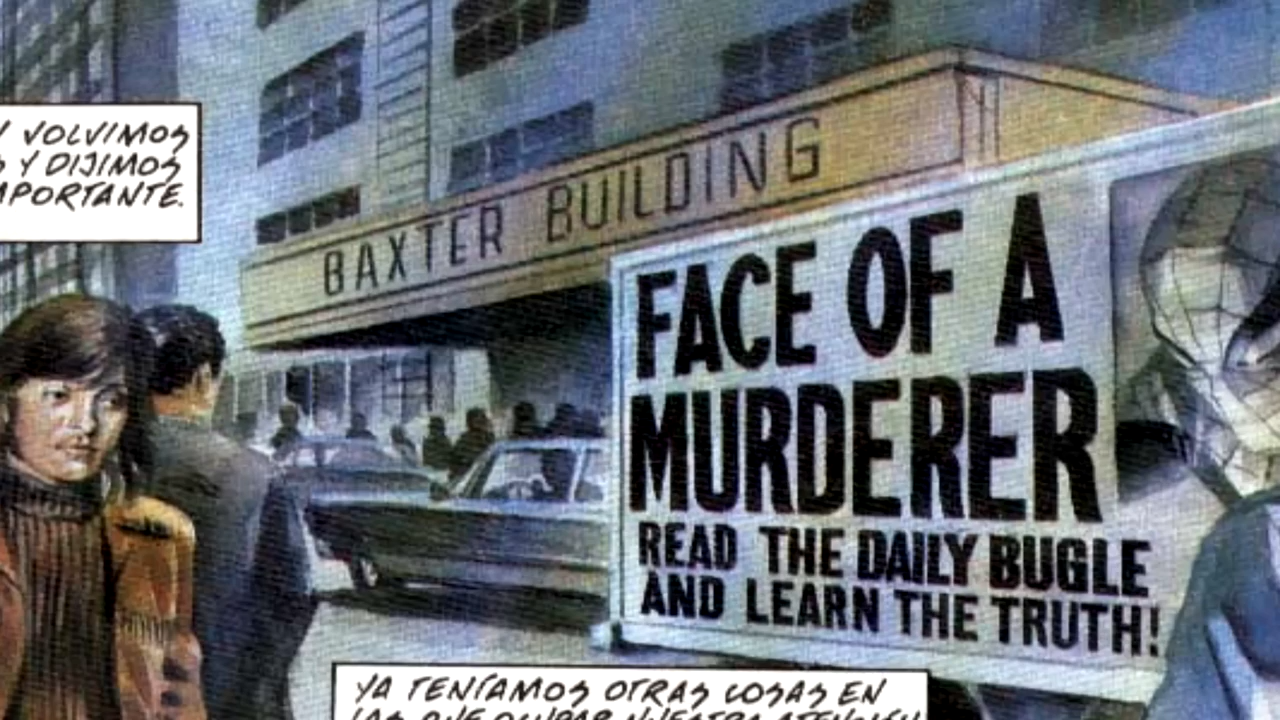 VOLVIMOS
Y DIJIMOS
BAXTER BUILDING
FACE OF A
MURDERER
READ THE DAILY BUGLE
AND LEARN THE TRUTH!
YA TENÍAMOS OTRAS COSAS EN